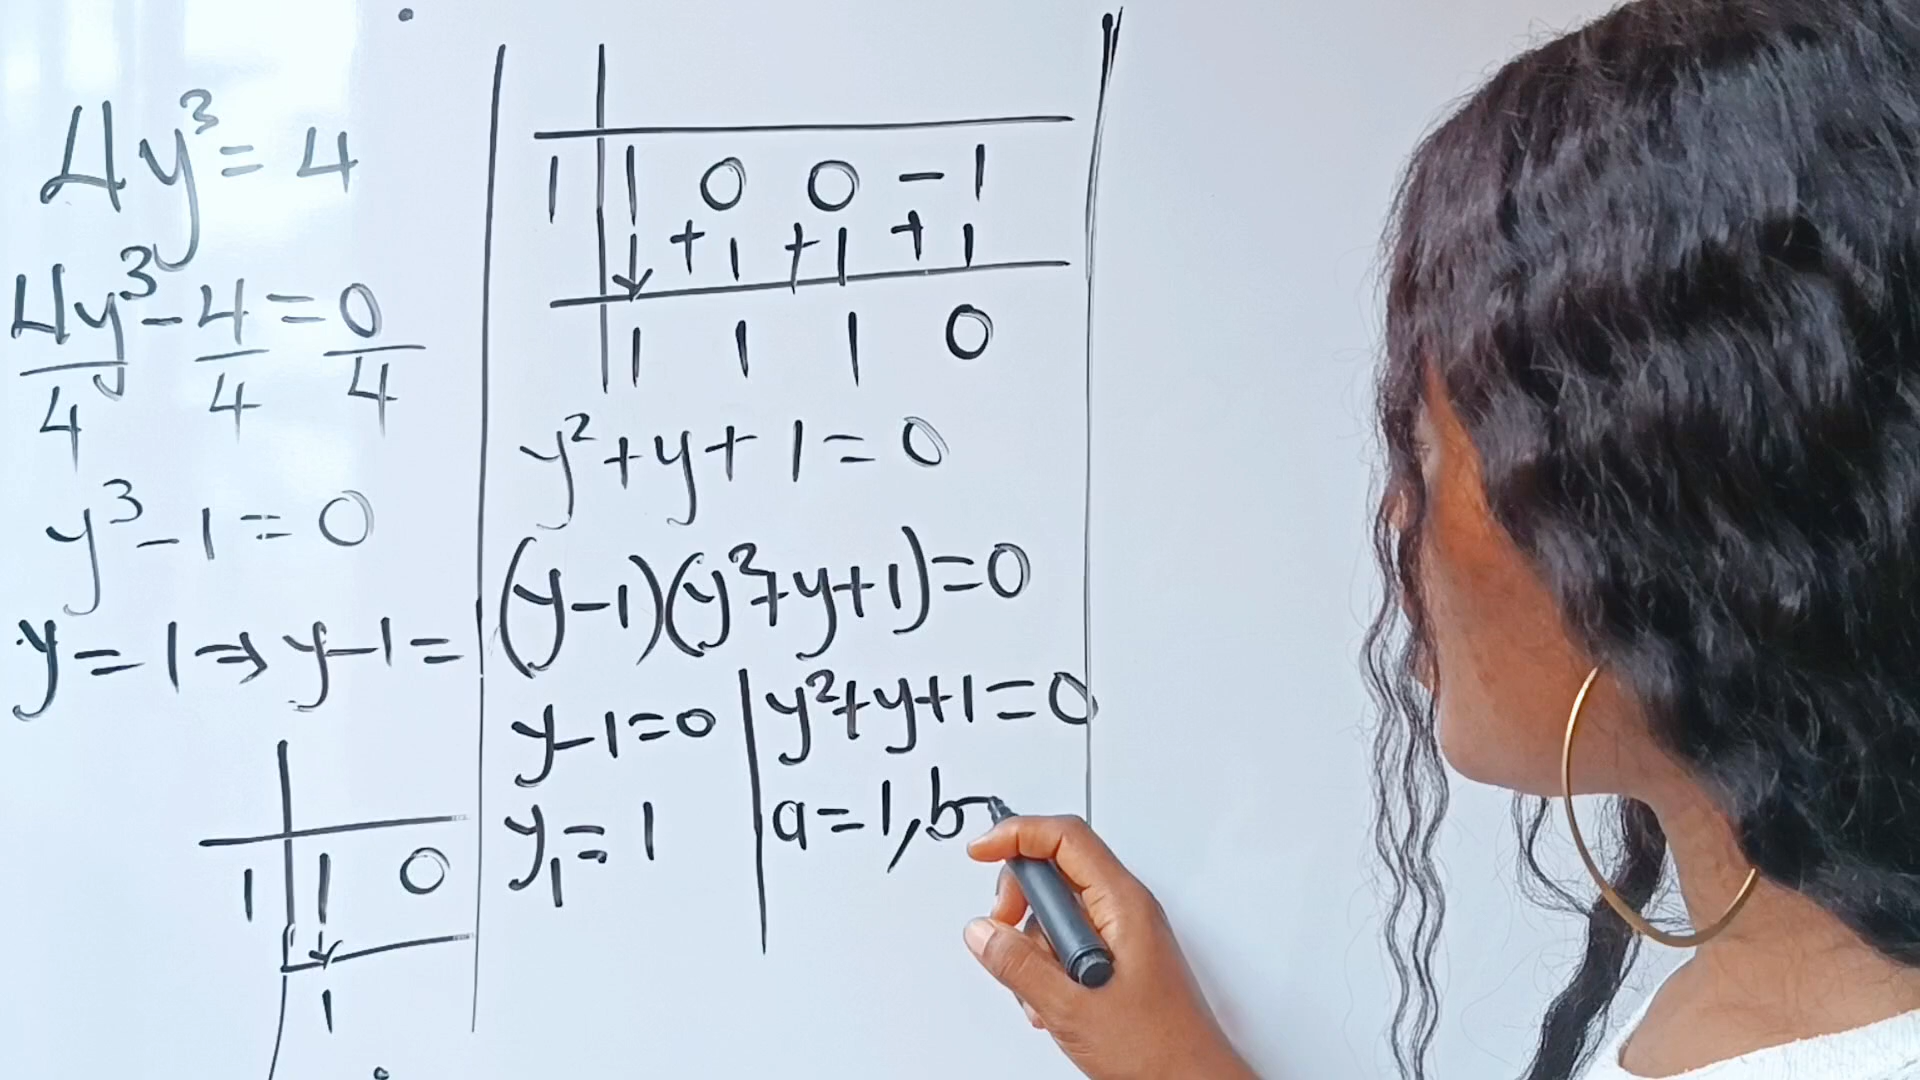 4y³ = 4
4y³ - 4 = 0
4 4 4
y³ - 1 = 0
y = 1 ⇒ y - 1 =
1 | 1 0
1
1 | 1 0 0 -1
+1 +1 +1
1 1 1 0
y² + y + 1 = 0
(y - 1)(y² + y + 1) = 0
y - 1 = 0
y₁ = 1
y² + y + 1 = 0
a = 1, b